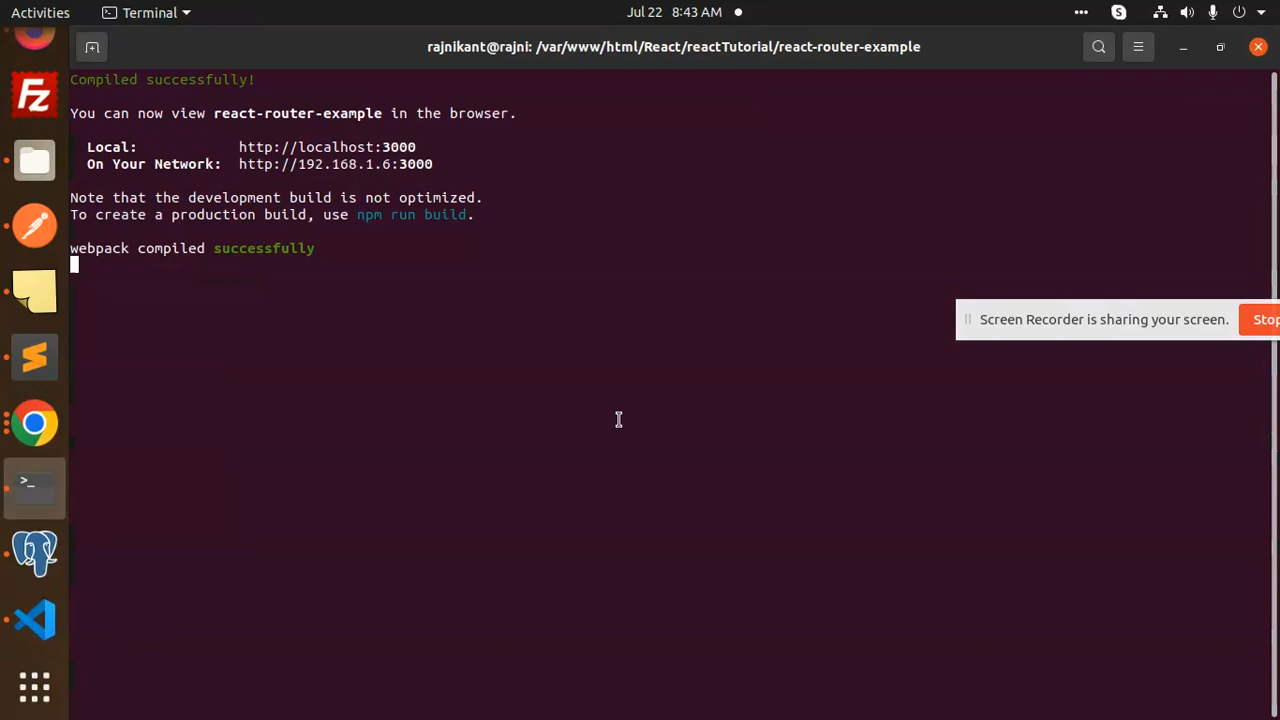 Activities
Terminal
Jul 22 8:43 AM
rajnikant@rajni: /var/www/html/React/reactTutorial/react-router-example
Compiled successfully!
You can now view react-router-example in the browser.
Local: http://localhost:3000
On Your Network: http://192.168.1.6:3000
Note that the development build is not optimized.
To create a production build, use npm run build.
webpack compiled successfully
Screen Recorder is sharing your screen.
Stop
Fz
>_